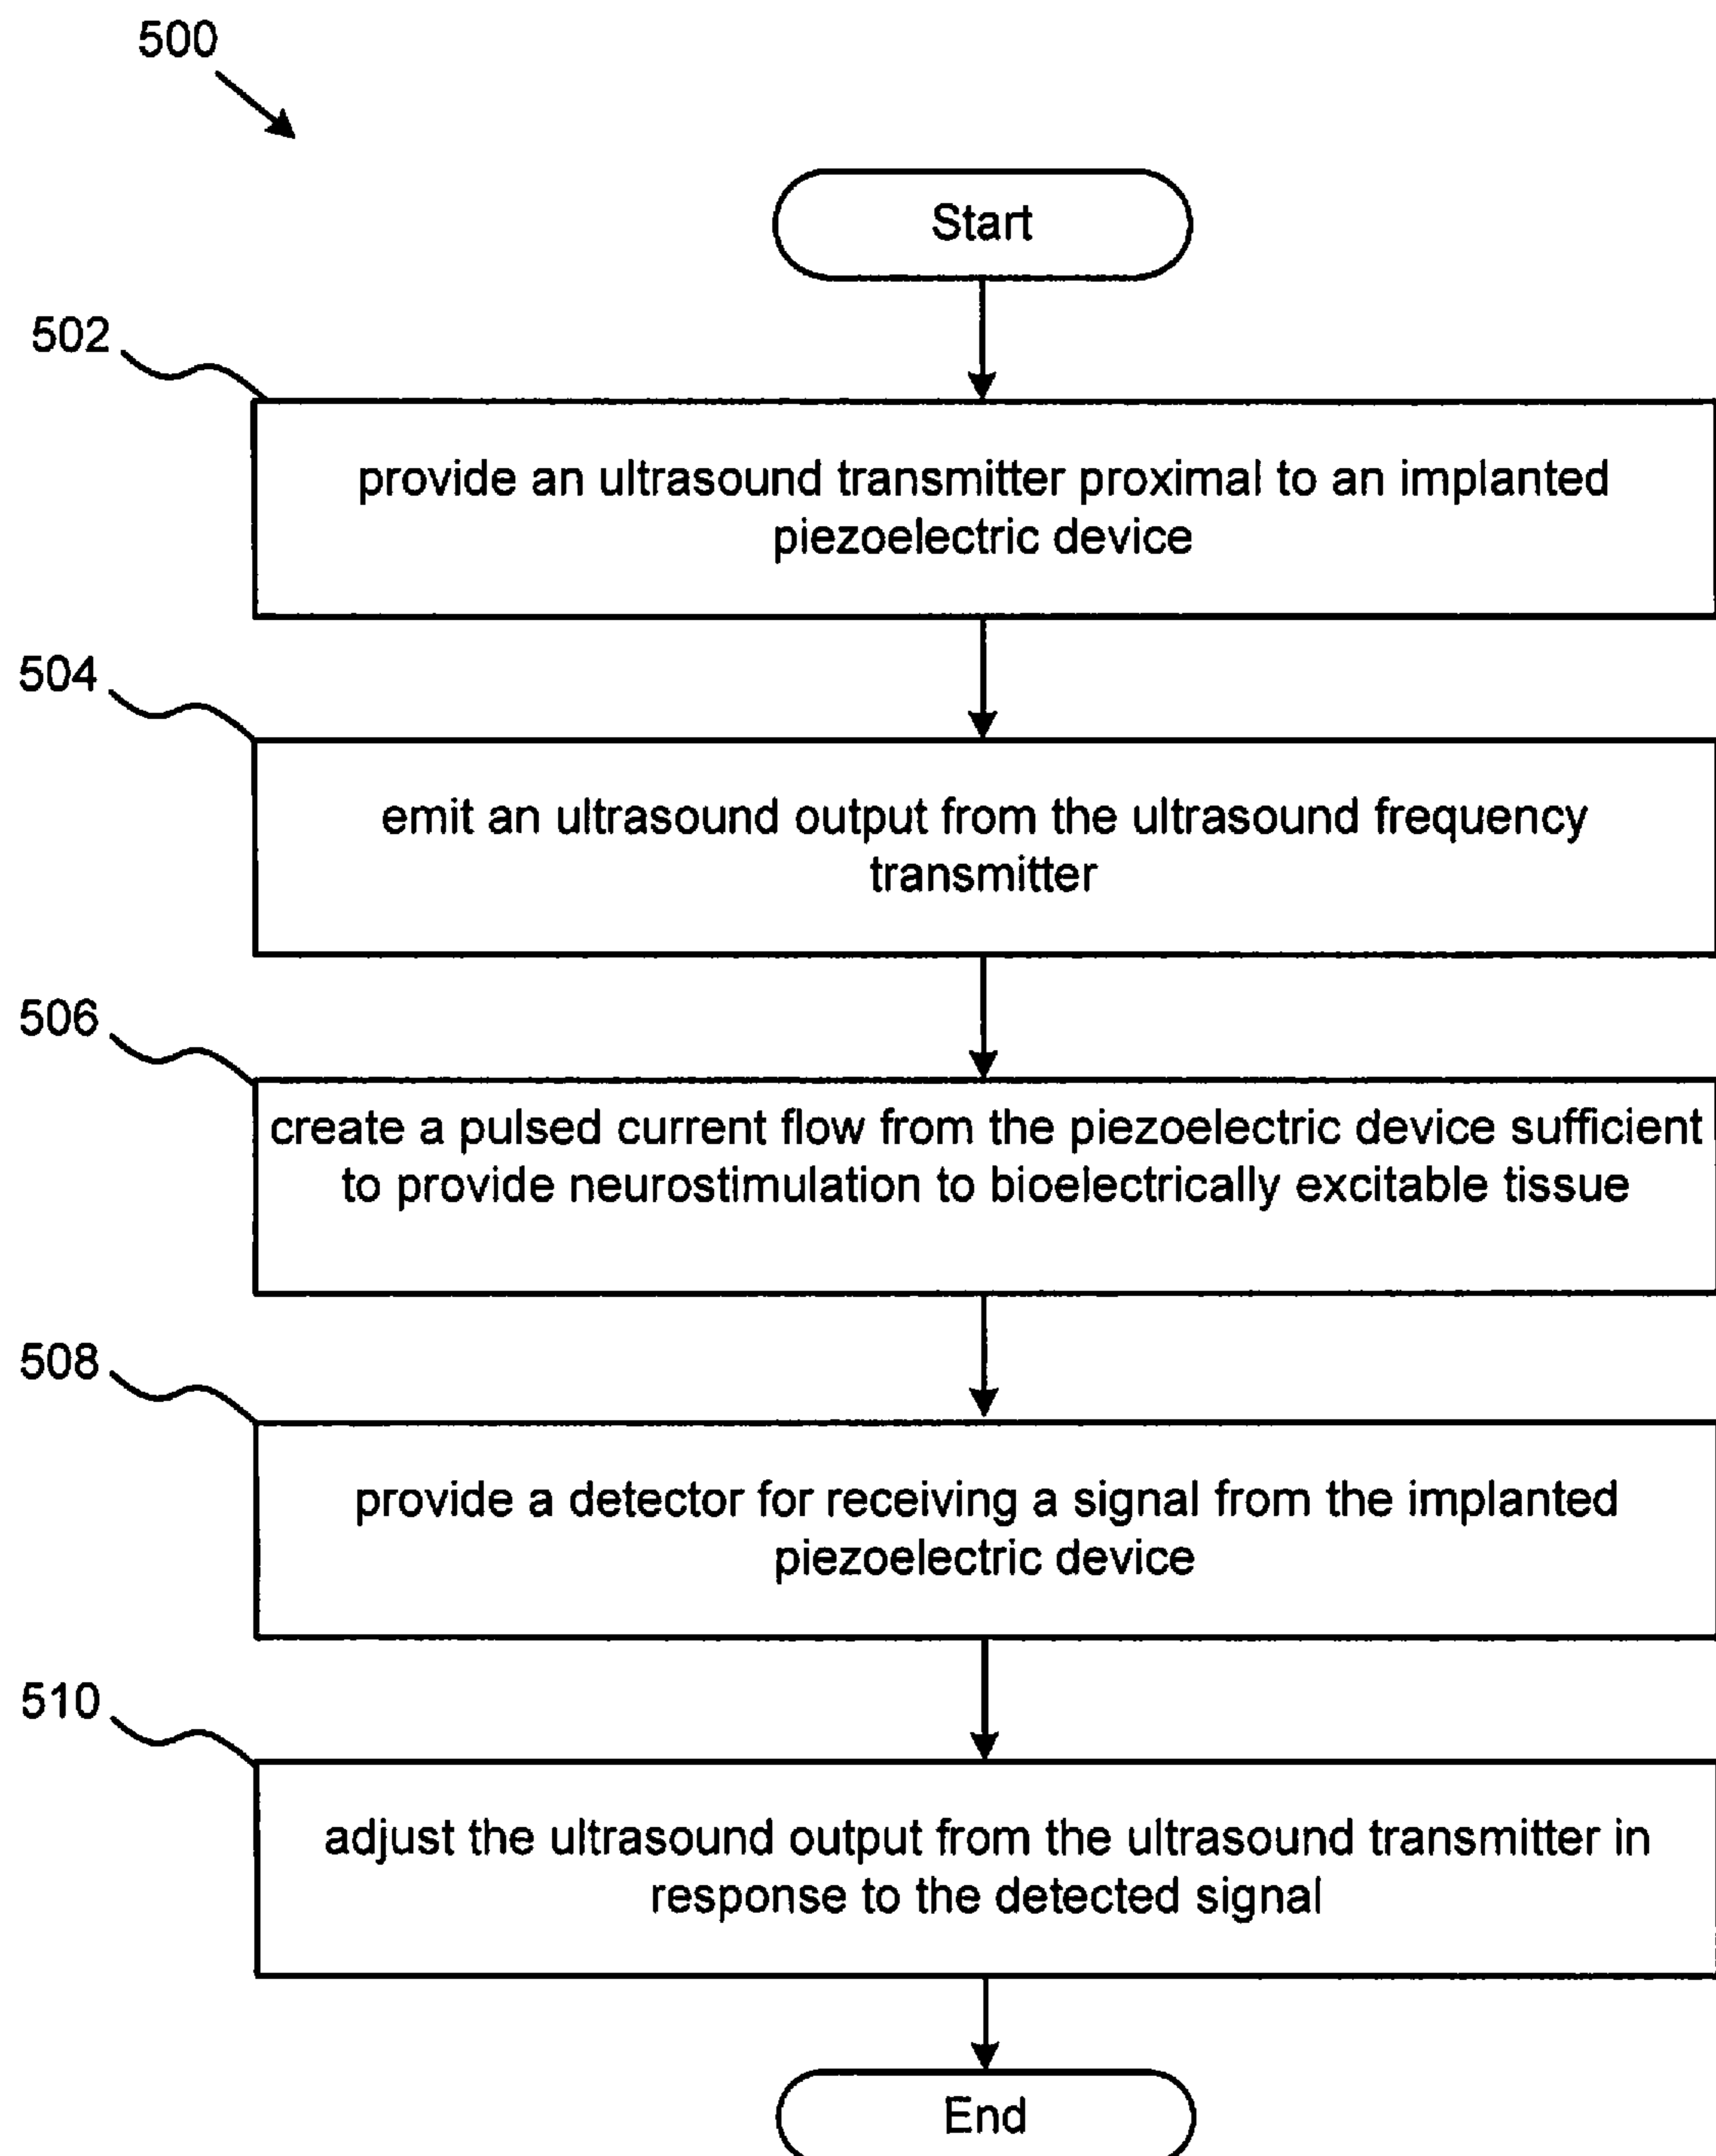 500
Start
502
provide an ultrasound transmitter proximal to an implanted
piezoelectric device
504
emit an ultrasound output from the ultrasound frequency
transmitter
506
create a pulsed current flow from the piezoelectric device sufficient
to provide neurostimulation to bioelectrically excitable tissue
508
provide a detector for receiving a signal from the implanted
piezoelectric device
510
adjust the ultrasound output from the ultrasound transmitter in
response to the detected signal
End